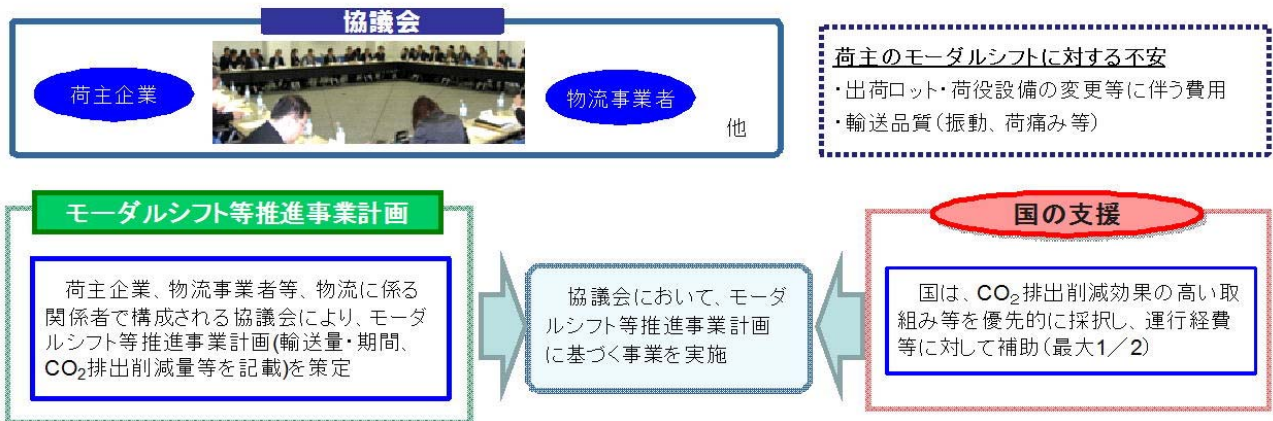 協議会
荷主企業
物流事業者
他
荷主のモーダルシフトに対する不安
・出荷ロット・荷役設備の変更等に伴う費用
・輸送品質(振動、荷痛み等)
モーダルシフト等推進事業計画
荷主企業、物流事業者等、物流に係る
関係者で構成される協議会により、モーダ
ルシフト等推進事業計画(輸送量・期間、
CO₂排出削減量等を記載)を策定
協議会において、モーダ
ルシフト等推進事業計画
に基づく事業を実施
国の支援
国は、CO₂排出削減効果の高い取
組み等を優先的に採択し、運行経費
等に対して補助(最大1/2)